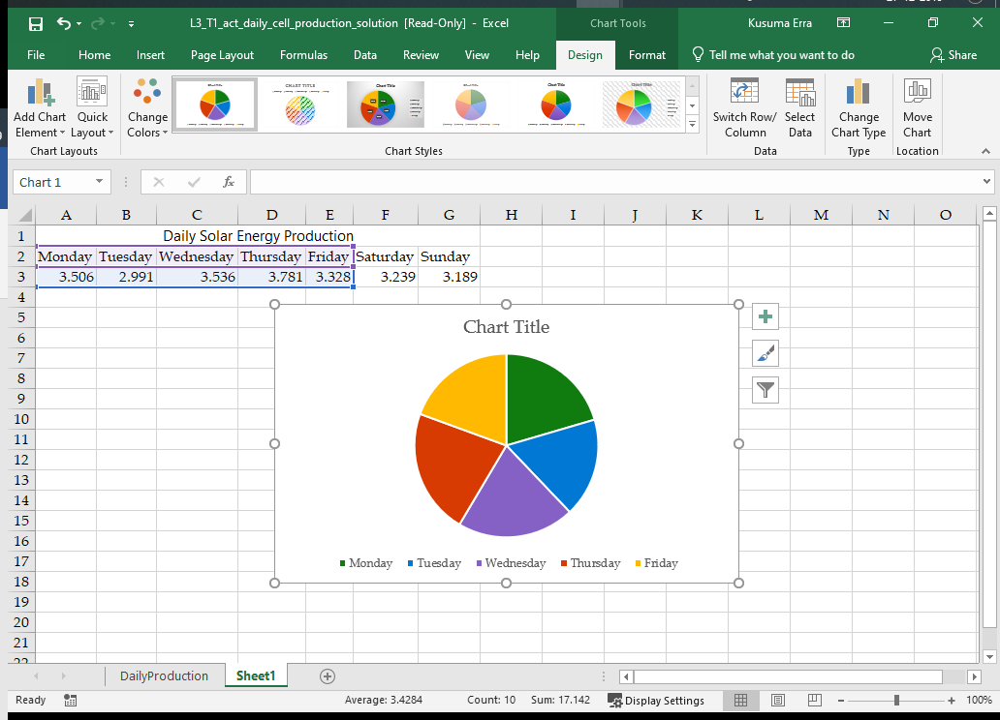 L3_T1_act_daily_cell_production_solution [Read-Only] - Excel
Chart Tools
Kusuma Erra
File Home Insert Page Layout Formulas Data Review View Help Design Format Tell me what you want to do Share
Add Chart Element
Quick Layout
Change Colors
Switch Row/ Column
Select Data
Change Chart Type
Move Chart
Chart Layouts Chart Styles Data Type Location
Chart 1 fx
A B C D E F G H I J K L M N O
1 Daily Solar Energy Production
2 Monday Tuesday Wednesday Thursday Friday Saturday Sunday
3 3.506 2.991 3.536 3.781 3.328 3.239 3.189
4
5
6
7
8
9
10
11
12
13
14
15
16
17
18
19
20
21
22
Chart Title
Monday Tuesday Wednesday Thursday Friday
DailyProduction Sheet1
Ready Average: 3.4284 Count: 10 Sum: 17.142 Display Settings 100%